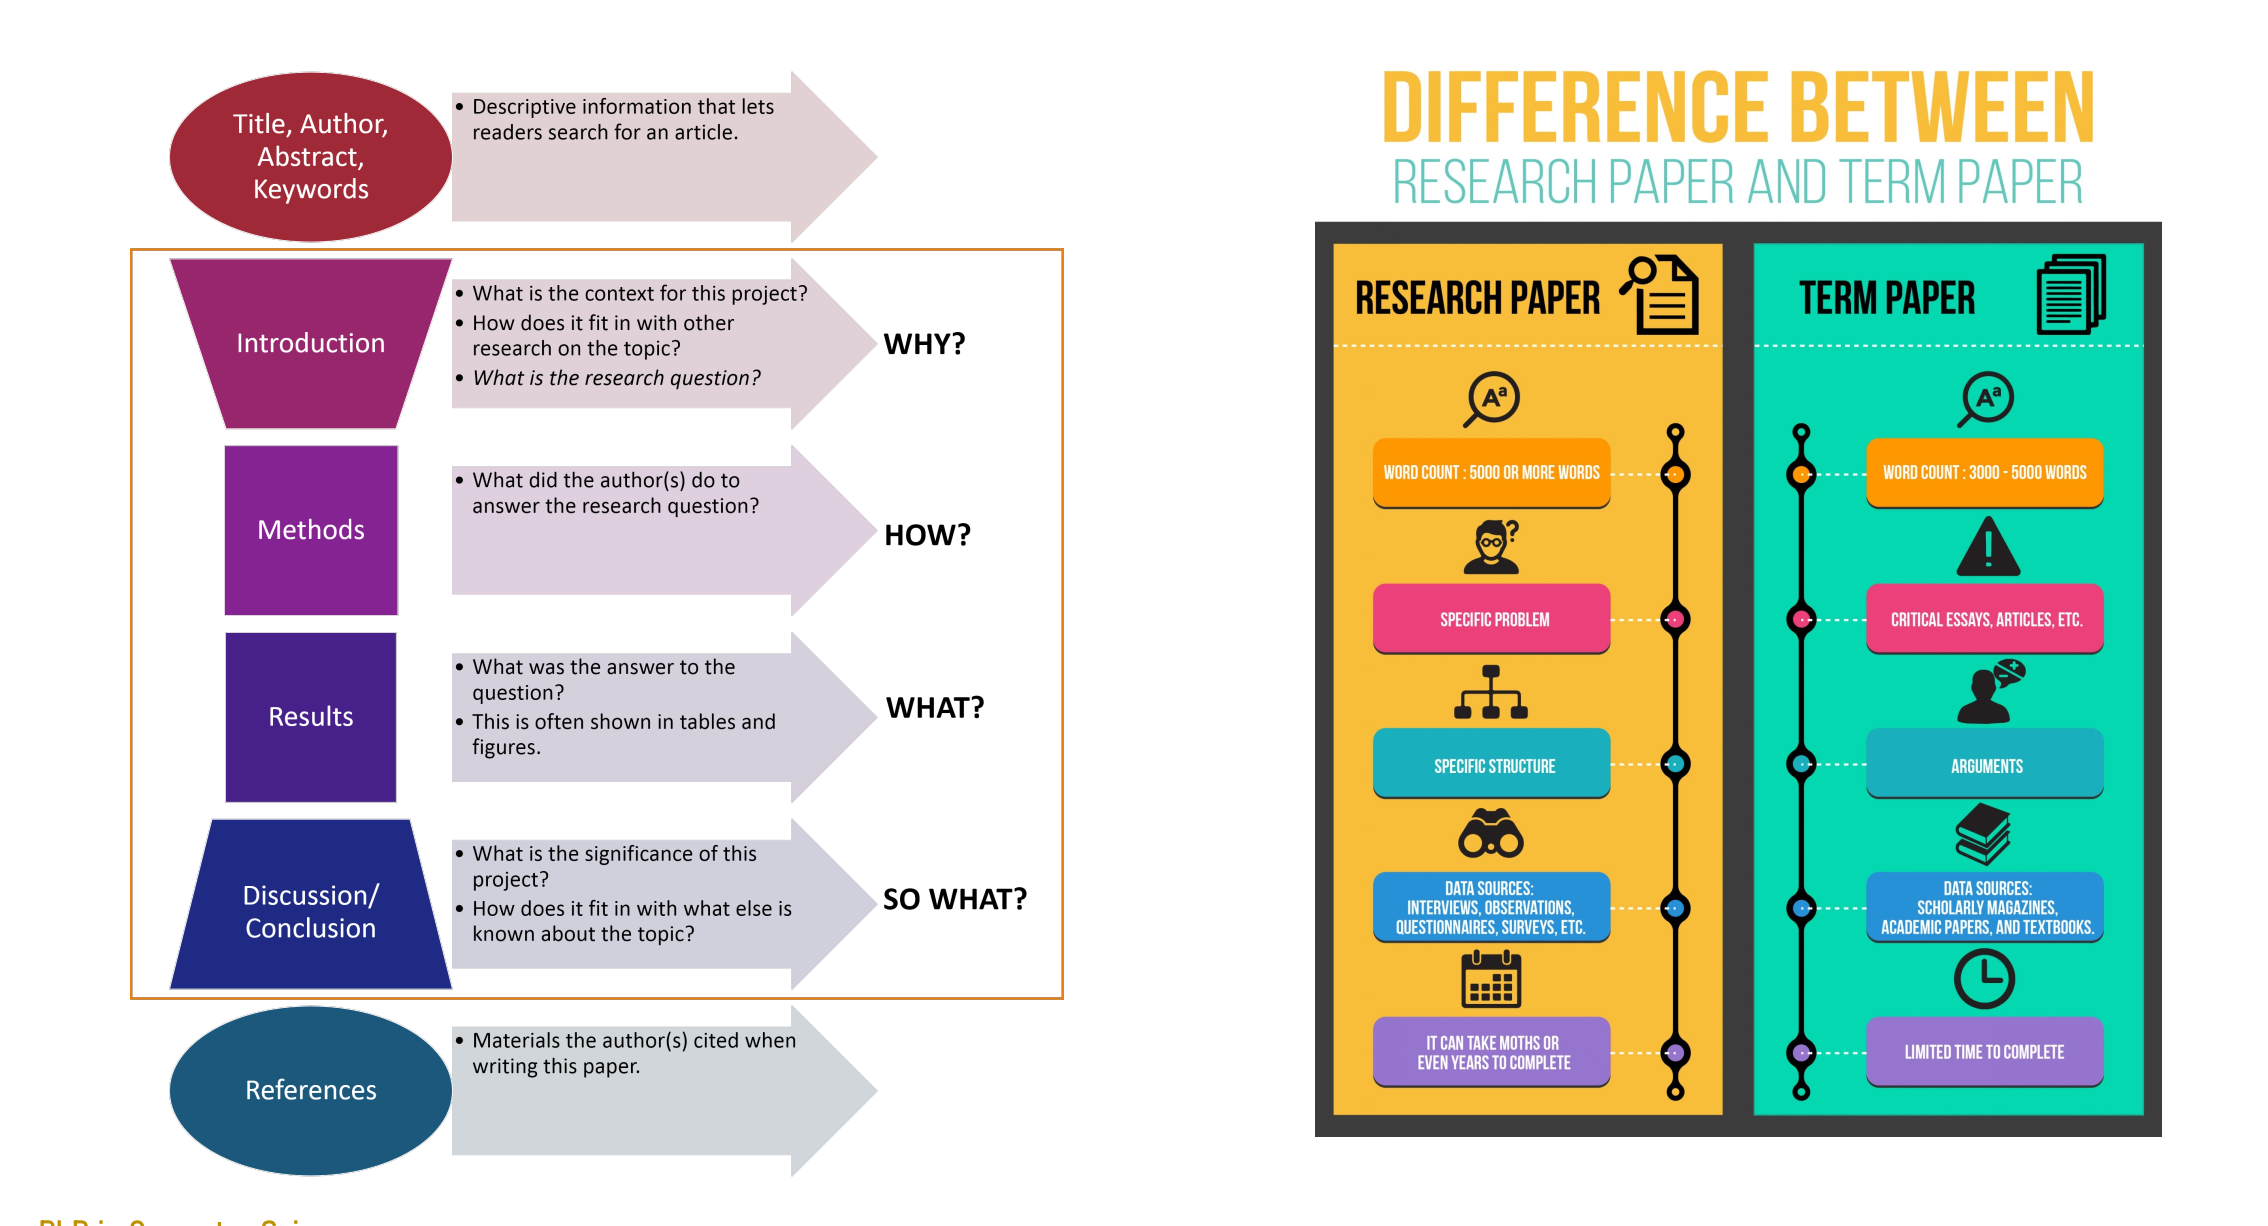 Title, Author,
Abstract,
Keywords
• Descriptive information that lets
readers search for an article.
Introduction
• What is the context for this project?
• How does it fit in with other
research on the topic?
• What is the research question?
WHY?
Methods
• What did the author(s) do to
answer the research question?
HOW?
Results
• What was the answer to the
question?
• This is often shown in tables and
figures.
WHAT?
Discussion/
Conclusion
• What is the significance of this
project?
• How does it fit in with what else is
known about the topic?
SO WHAT?
References
• Materials the author(s) cited when
writing this paper.
DIFFERENCE BETWEEN
RESEARCH PAPER AND TERM PAPER
RESEARCH PAPER
Aa
WORD COUNT : 5000 OR MORE WORDS
?
SPECIFIC PROBLEM
SPECIFIC STRUCTURE
DATA SOURCES:
INTERVIEWS, OBSERVATIONS,
QUESTIONNAIRES, SURVEYS, ETC.
IT CAN TAKE MOTHS OR
EVEN YEARS TO COMPLETE
TERM PAPER
Aa
WORD COUNT : 3000 - 5000 WORDS
!
CRITICAL ESSAYS, ARTICLES, ETC.
ARGUMENTS
DATA SOURCES:
SCHOLARLY MAGAZINES,
ACADEMIC PAPERS, AND TEXTBOOKS.
LIMITED TIME TO COMPLETE